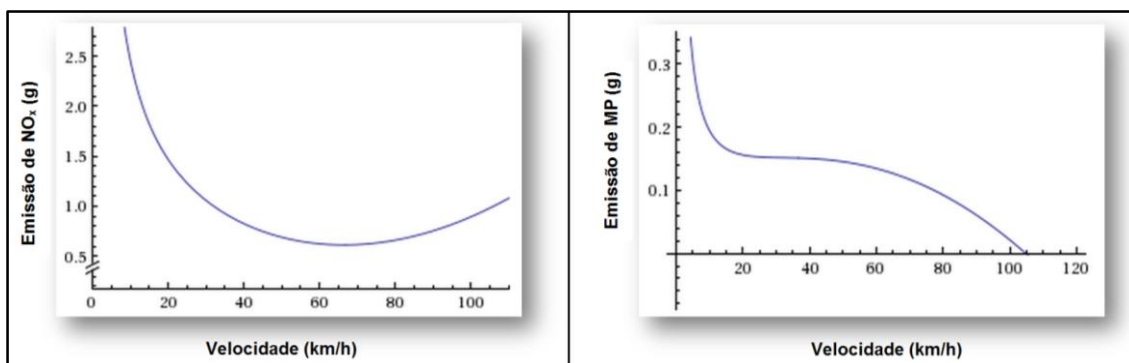 Emissão de NOₓ (g)
2.5
2.0
1.5
1.0
0.5
0 20 40 60 80 100
Velocidade (km/h)
Emissão de MP (g)
0.3
0.2
0.1
20 40 60 80 100 120
Velocidade (km/h)